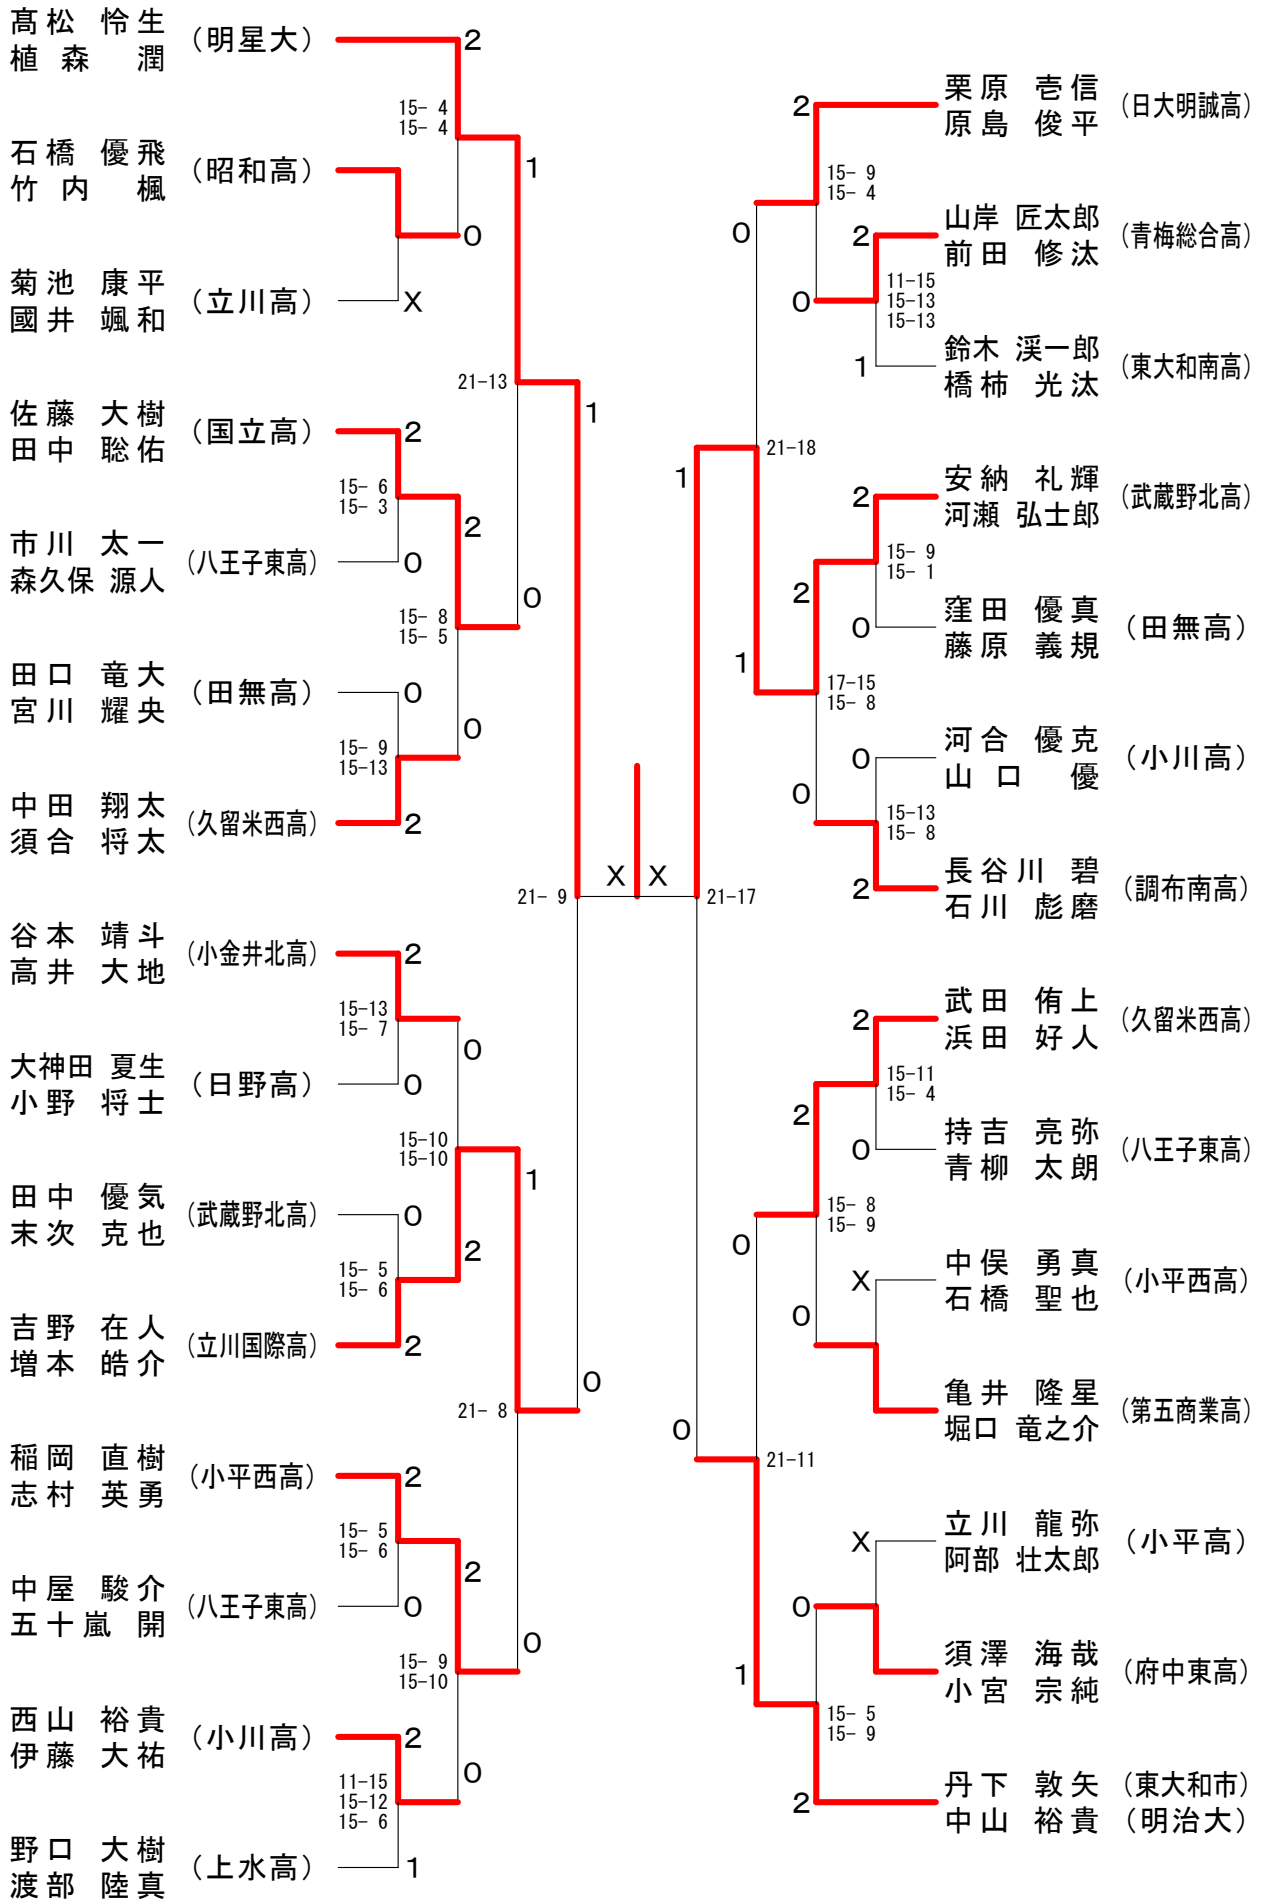 髙松 怜生
植森 潤
(明星大)
2
15- 4
15- 4
1
石橋 優飛
竹内 楓
(昭和高)
0
菊池 康平
國井 颯和
(立川高)
X
21-13
1
佐藤 大樹
田中 聡佑
(国立高)
2
15- 6
15- 3
2
市川 太一
森久保 源人
(八王子東高)
0
15- 8
15- 5
0
田口 竜大
宮川 耀央
(田無高)
0
15- 9
15-13
0
中田 翔太
須合 将太
(久留米西高)
2
21- 9
X
X
21-17
谷本 靖斗
高井 大地
(小金井北高)
2
15-13
15- 7
0
大神田 夏生
小野 将士
(日野高)
0
15-10
15-10
1
田中 優気
末次 克也
(武蔵野北高)
0
15- 5
15- 6
2
吉野 在人
増本 皓介
(立川国際高)
2
21- 8
0
稲岡 直樹
志村 英勇
(小平西高)
2
15- 5
15- 6
2
中屋 駿介
五十嵐 開
(八王子東高)
0
15- 9
15-10
0
西山 裕貴
伊藤 大祐
(小川高)
2
11-15
15-12
15- 6
0
野口 大樹
渡部 陸真
(上水高)
1
2
栗原 壱信
原島 俊平
(日大明誠高)
15- 9
15- 4
0
2
山岸 匠太郎
前田 修汰
(青梅総合高)
0
11-15
15-13
15-13
1
鈴木 渓一郎
橋柿 光汰
(東大和南高)
21-18
1
2
安納 礼輝
河瀬 弘士郎
(武蔵野北高)
15- 9
15- 1
2
0
窪田 優真
藤原 義規
(田無高)
1
17-15
15- 8
0
河合 優克
山口 優
(小川高)
0
15-13
15- 8
2
長谷川 碧
石川 彪磨
(調布南高)
2
武田 侑上
浜田 好人
(久留米西高)
15-11
15- 4
2
0
持吉 亮弥
青柳 太朗
(八王子東高)
15- 8
15- 9
0
X
中俣 勇真
石橋 聖也
(小平西高)
0
亀井 隆星
堀口 竜之介
(第五商業高)
0
21-11
X
立川 龍弥
阿部 壮太郎
(小平高)
0
須澤 海哉
小宮 宗純
(府中東高)
1
15- 5
15- 9
2
丹下 敦矢
中山 裕貴
(東大和市)
(明治大)